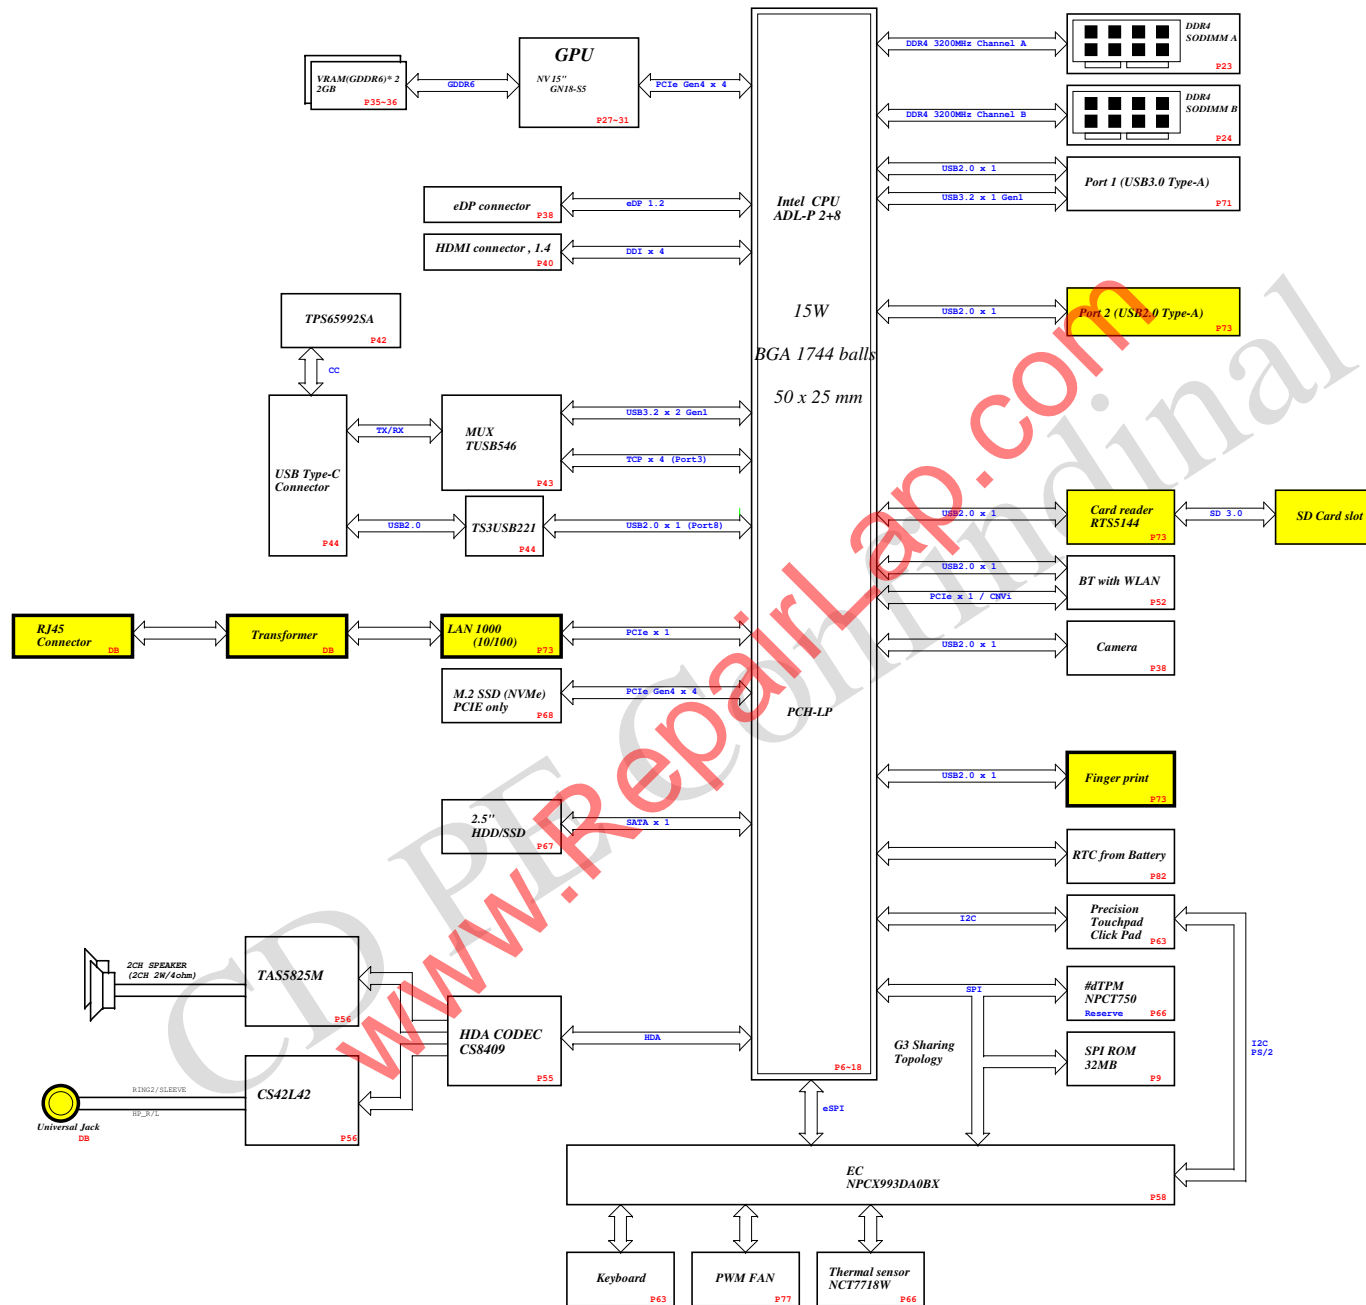 GPU
NV 15"
GN18-S5
P27~31
VRAM(GDDR6)* 2
2GB
P35~36
GDDR6
PCIe Gen4 x 4
DDR4 3200MHz Channel A
DDR4
SODIMM A
P23
DDR4 3200MHz Channel B
DDR4
SODIMM B
P24
USB2.0 x 1
USB3.2 x 1 Gen1
Port 1 (USB3.0 Type-A)
P71
eDP connector
P38
eDP 1.2
HDMI connector , 1.4
P40
DDI x 4
Intel CPU
ADL-P 2+8
15W
BGA 1744 balls
50 x 25 mm
PCH-LP
P6~18
USB2.0 x 1
Port 2 (USB2.0 Type-A)
P73
TPS65992SA
P42
CC
USB Type-C
Connector
P44
TX/RX
MUX
TUSB546
P43
USB3.2 x 2 Gen1
TCP x 4 (Port3)
USB2.0
TS3USB221
P44
USB2.0 x 1 (Port8)
USB2.0 x 1
Card reader
RTS5144
P73
SD 3.0
SD Card slot
USB2.0 x 1
PCIe x 1 / CNVi
BT with WLAN
P52
USB2.0 x 1
Camera
P38
RJ45
Connector
DB
Transformer
DB
LAN 1000
(10/100)
P73
PCIe x 1
M.2 SSD (NVMe)
PCIE only
P68
PCIe Gen4 x 4
USB2.0 x 1
Finger print
P73
2.5"
HDD/SSD
P67
SATA x 1
RTC from Battery
P82
I2C
Precision
Touchpad
Click Pad
P63
2CH SPEAKER
(2CH 2W/4ohm)
TAS5825M
P56
HDA CODEC
CS8409
P55
HDA
SPI
#dTPM
NPCT750
Reserve
P66
G3 Sharing
Topology
SPI ROM
32MB
P9
I2C
PS/2
RING2/SLEEVE
HP_R/L
Universal Jack
DB
CS42L42
P56
eSPI
EC
NPCX993DA0BX
P58
Keyboard
P63
PWM FAN
P77
Thermal sensor
NCT7718W
P66
CD PE Confindinal
www.RepairLap.com